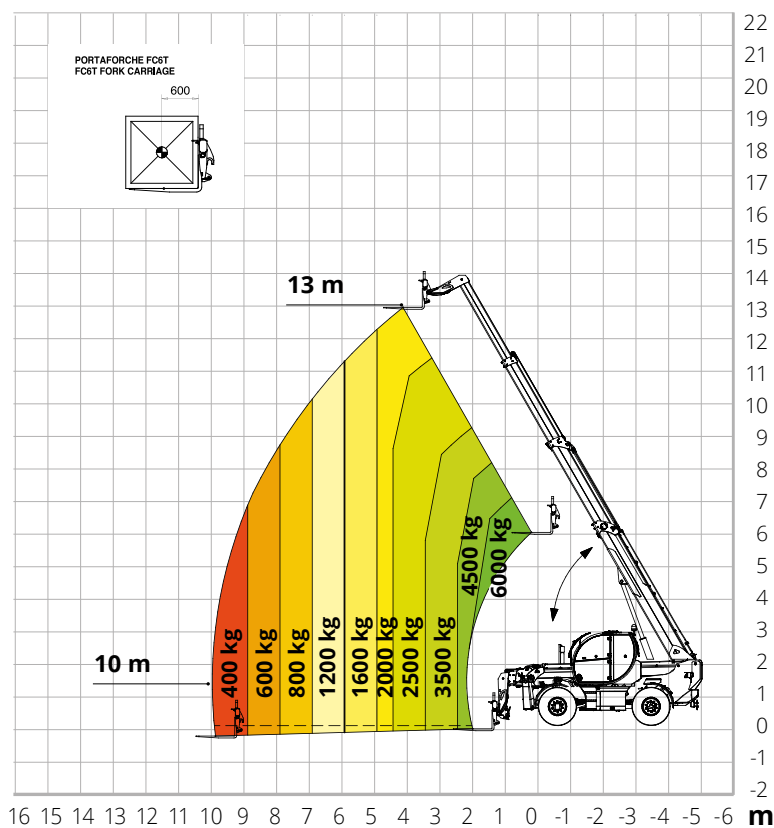 PORTAFORCHE FC6T
FC6T FORK CARRIAGE
600
13 m
10 m
400 kg
600 kg
800 kg
1200 kg
1600 kg
2000 kg
2500 kg
3500 kg
4500 kg
6000 kg
22
21
20
19
18
17
16
15
14
13
12
11
10
9
8
7
6
5
4
3
2
1
0
-1
-2
16 15 14 13 12 11 10 9 8 7 6 5 4 3 2 1 0 -1 -2 -3 -4 -5 -6 m